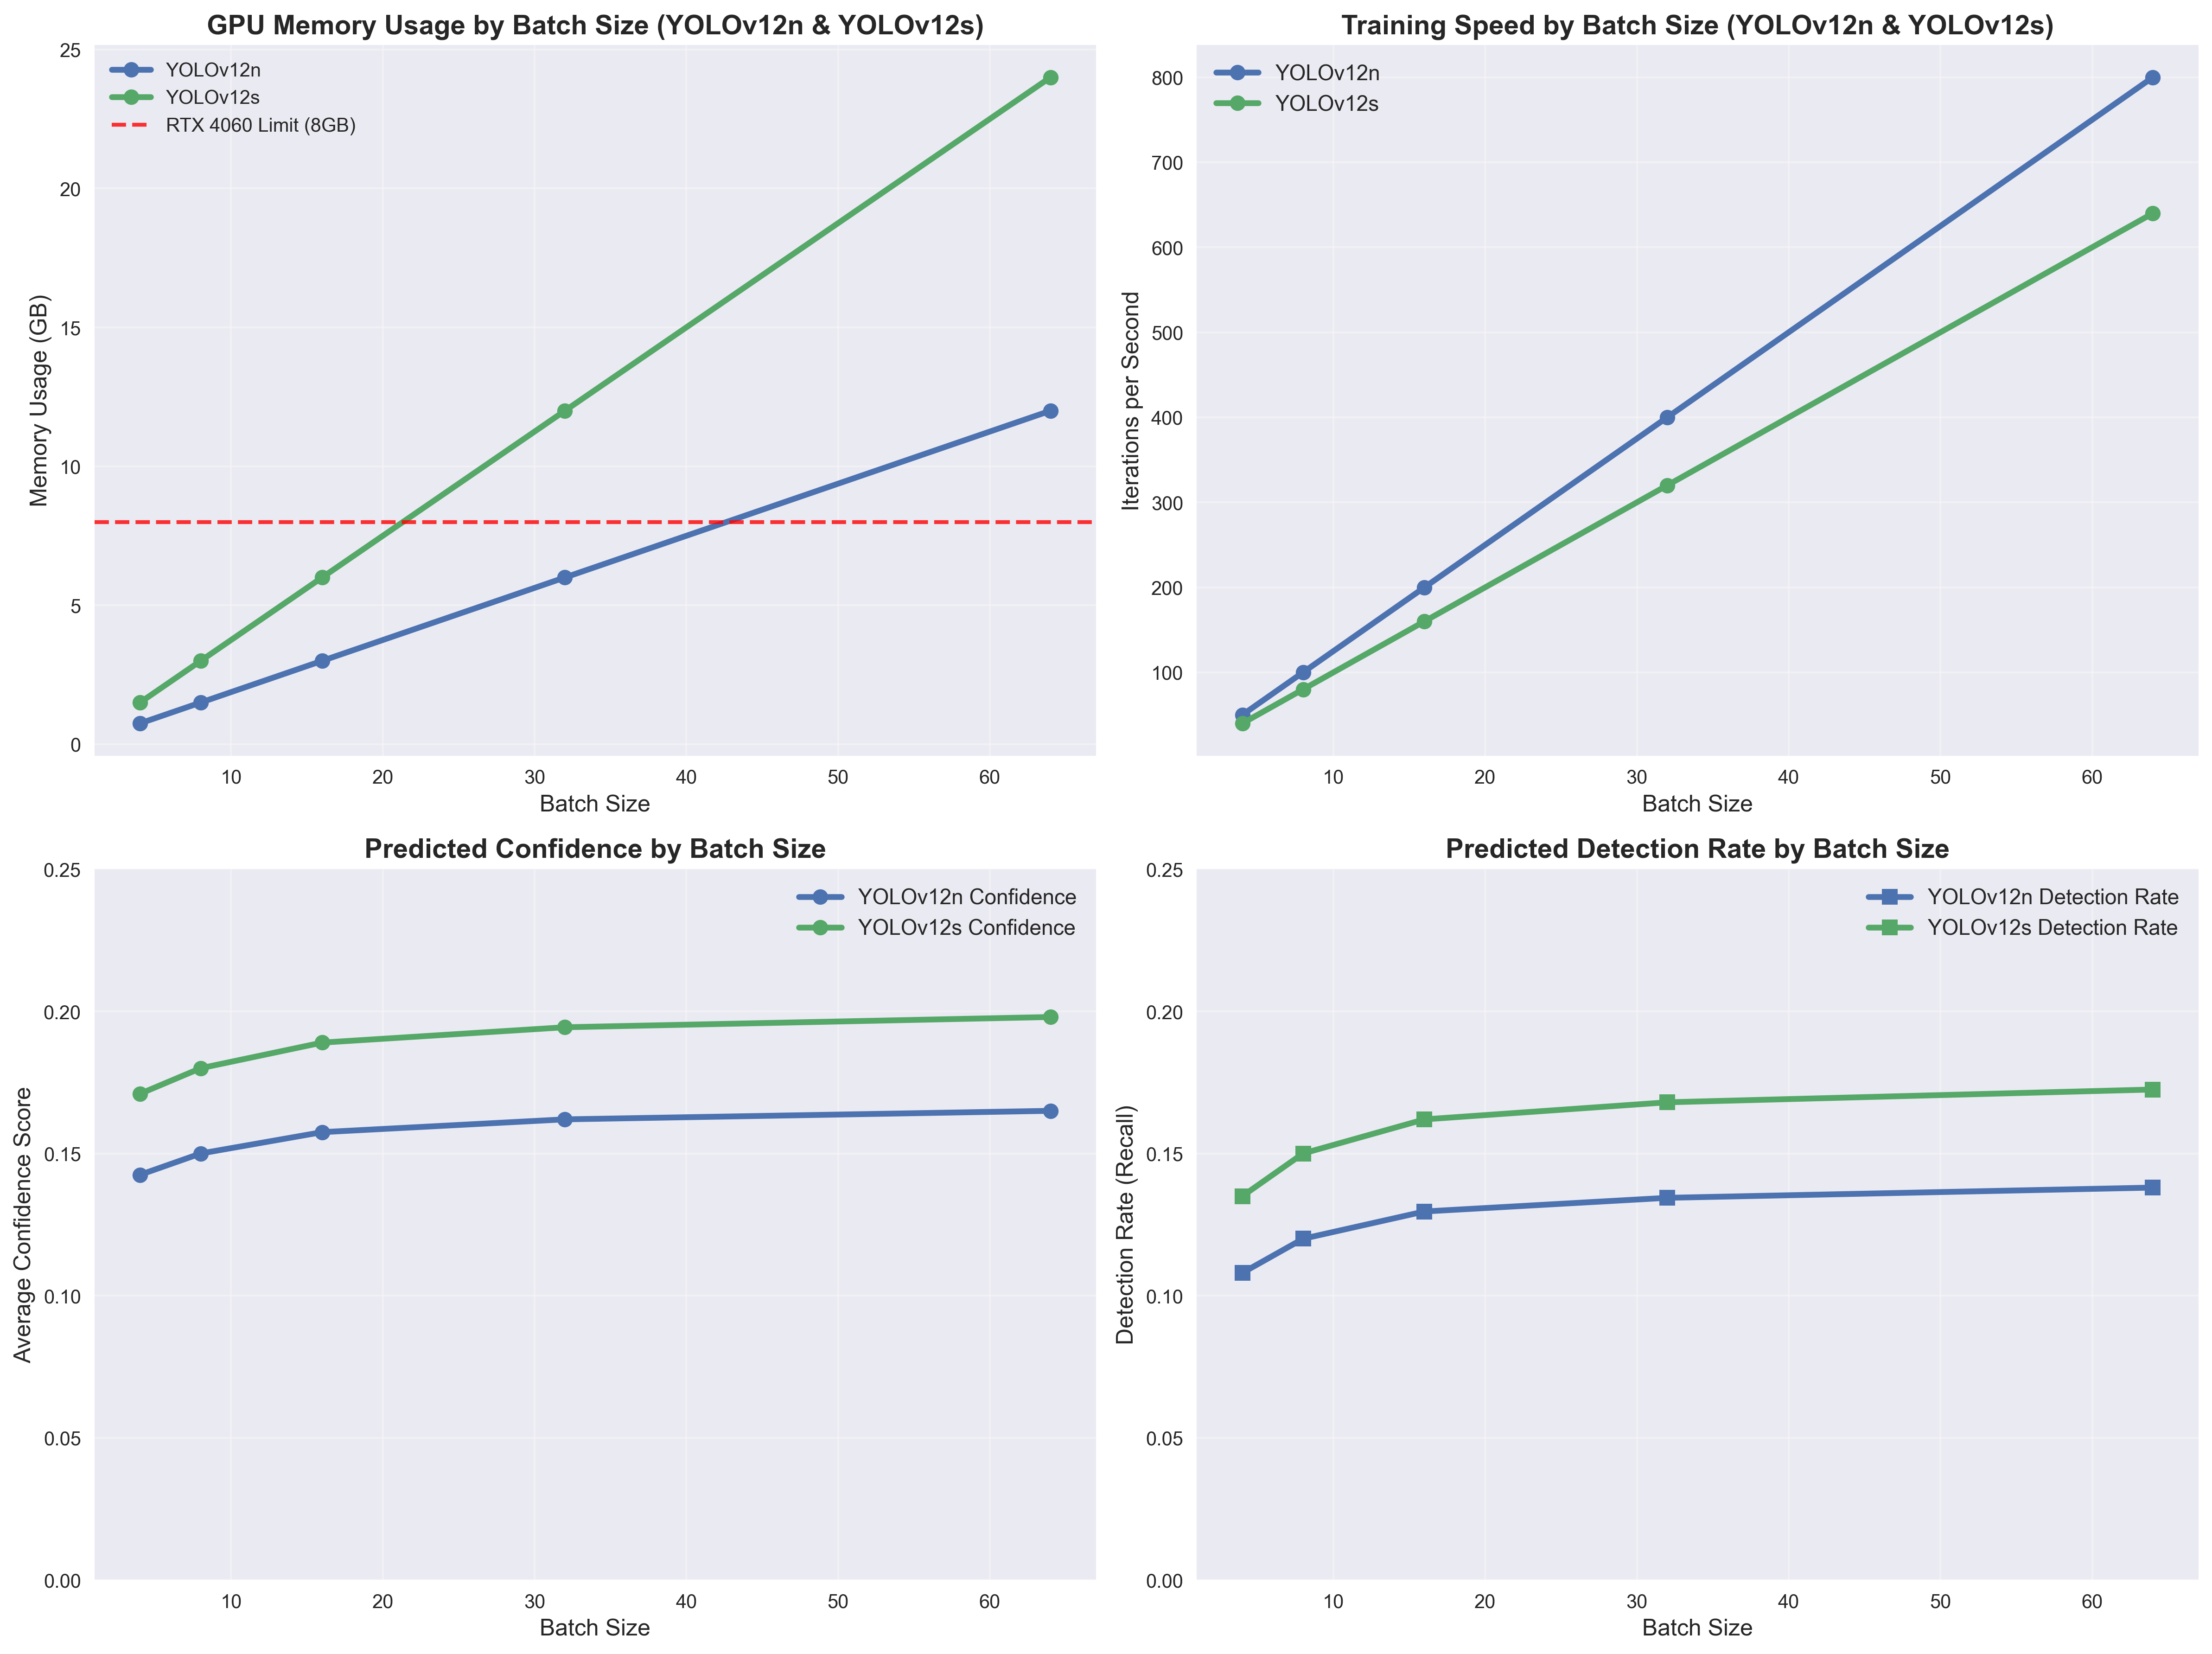 GPU Memory Usage by Batch Size (YOLOv12n & YOLOv12s)
YOLOv12n
YOLOv12s
RTX 4060 Limit (8GB)
Memory Usage (GB)
25
20
15
10
5
0
10 20 30 40 50 60
Batch Size
Training Speed by Batch Size (YOLOv12n & YOLOv12s)
YOLOv12n
YOLOv12s
Iterations per Second
800
700
600
500
400
300
200
100
10 20 30 40 50 60
Batch Size
Predicted Confidence by Batch Size
YOLOv12n Confidence
YOLOv12s Confidence
Average Confidence Score
0.25
0.20
0.15
0.10
0.05
0.00
10 20 30 40 50 60
Batch Size
Predicted Detection Rate by Batch Size
YOLOv12n Detection Rate
YOLOv12s Detection Rate
Detection Rate (Recall)
0.25
0.20
0.15
0.10
0.05
0.00
10 20 30 40 50 60
Batch Size